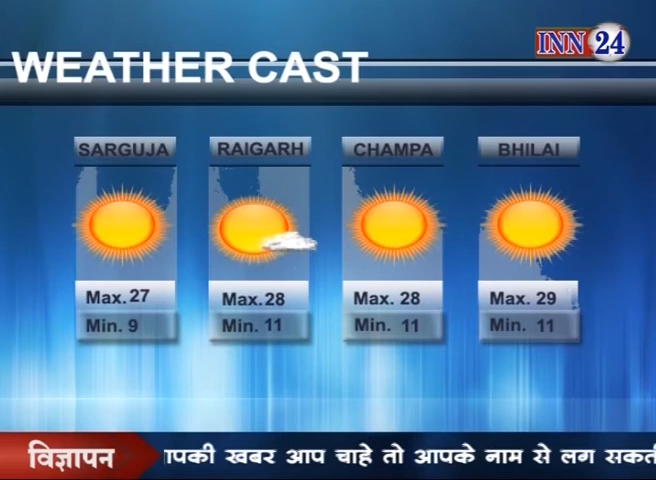 INN 24
WEATHER CAST
SARGUJA RAIGARH CHAMPA BHILAI
Max. 27 Max. 28 Max. 28 Max. 29
Min. 9 Min. 11 Min. 11 Min. 11
विज्ञापन ापकी खबर आप चाहे तो आपके नाम से लग सकती